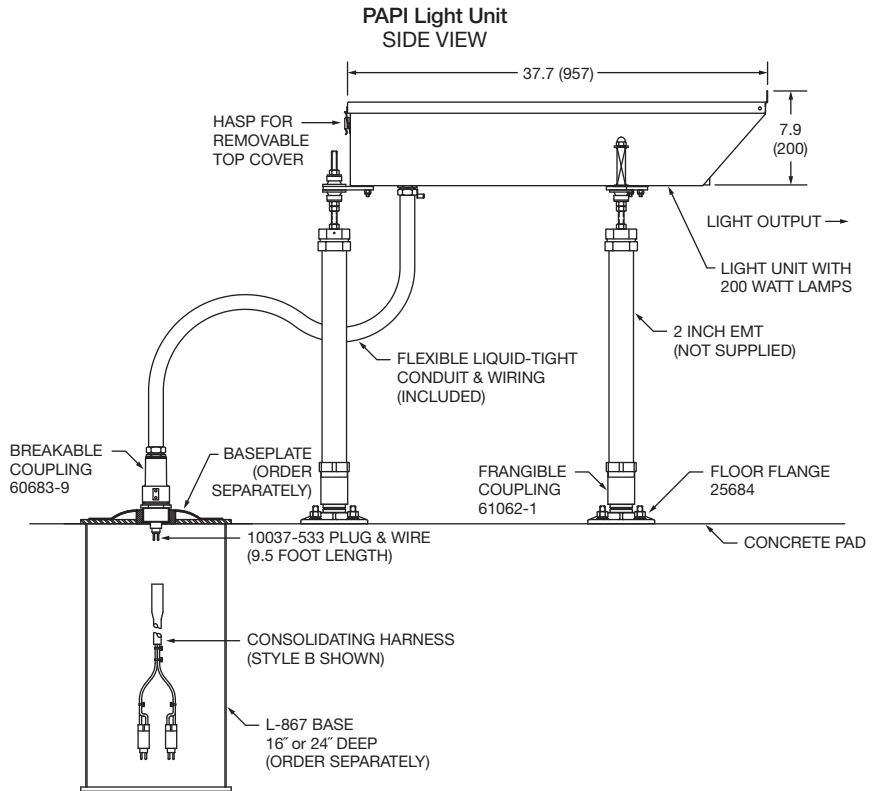 PAPI Light Unit
SIDE VIEW
37.7 (957)
HASP FOR
REMOVABLE
TOP COVER
7.9
(200)
LIGHT OUTPUT
LIGHT UNIT WITH
200 WATT LAMPS
2 INCH EMT
(NOT SUPPLIED)
FLEXIBLE LIQUID-TIGHT
CONDUIT & WIRING
(INCLUDED)
BREAKABLE
COUPLING
60683-9
BASEPLATE
(ORDER
SEPARATELY)
FRANGIBLE
COUPLING
61062-1
FLOOR FLANGE
25684
10037-533 PLUG & WIRE
(9.5 FOOT LENGTH)
CONCRETE PAD
CONSOLIDATING HARNESS
(STYLE B SHOWN)
L-867 BASE
16˝ or 24˝ DEEP
(ORDER SEPARATELY)